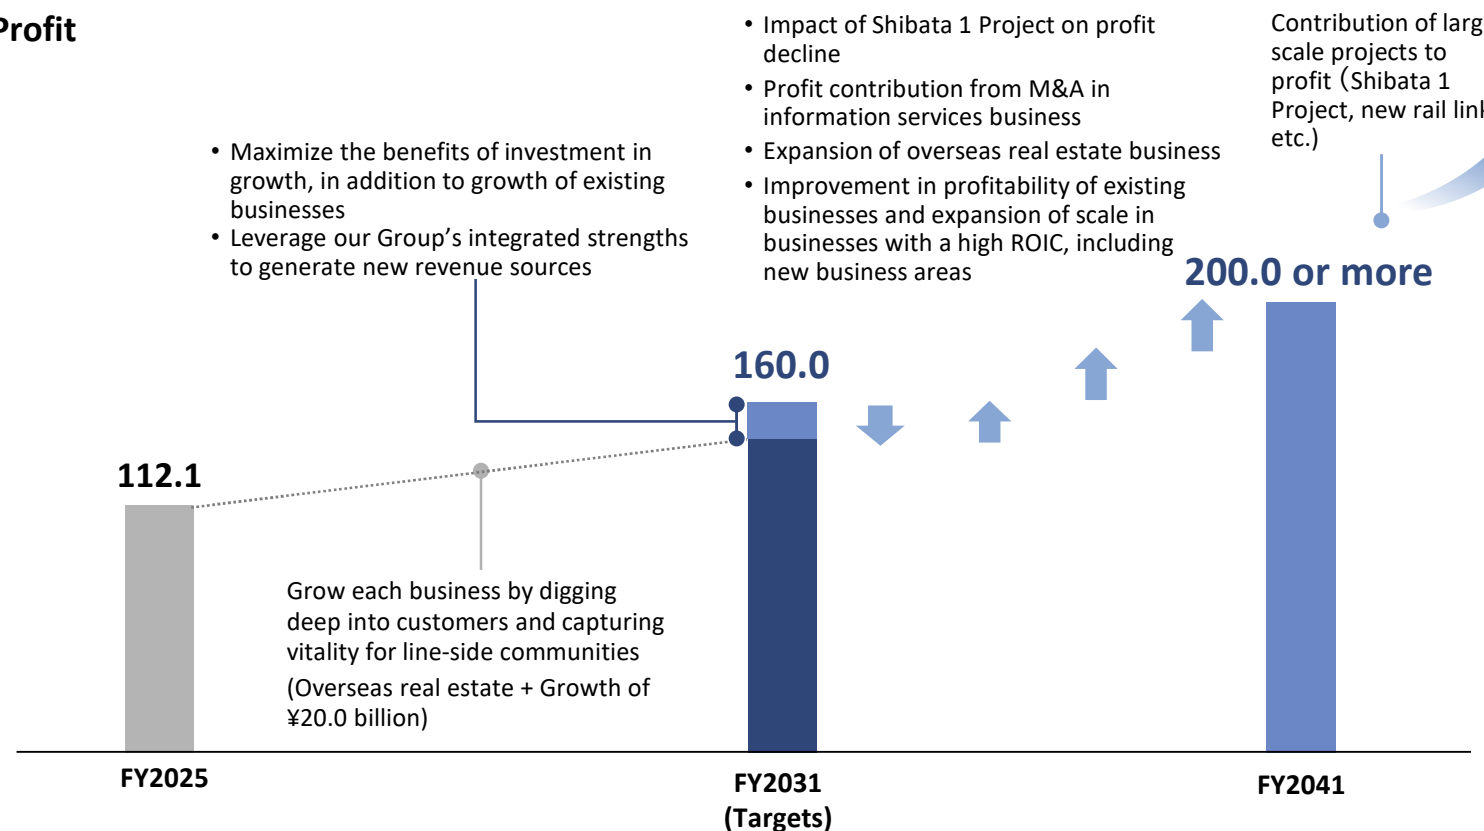 Profit
• Impact of Shibata 1 Project on profit
decline
• Profit contribution from M&A in
information services business
• Expansion of overseas real estate business
• Improvement in profitability of existing
businesses and expansion of scale in
businesses with a high ROIC, including
new business areas
Contribution of larg
scale projects to
profit（Shibata 1
Project, new rail link
etc.)
• Maximize the benefits of investment in
growth, in addition to growth of existing
businesses
• Leverage our Group's integrated strengths
to generate new revenue sources
200.0 or more
160.0
112.1
Grow each business by digging
deep into customers and capturing
vitality for line-side communities
(Overseas real estate + Growth of
¥20.0 billion)
FY2025
FY2031
(Targets)
FY2041